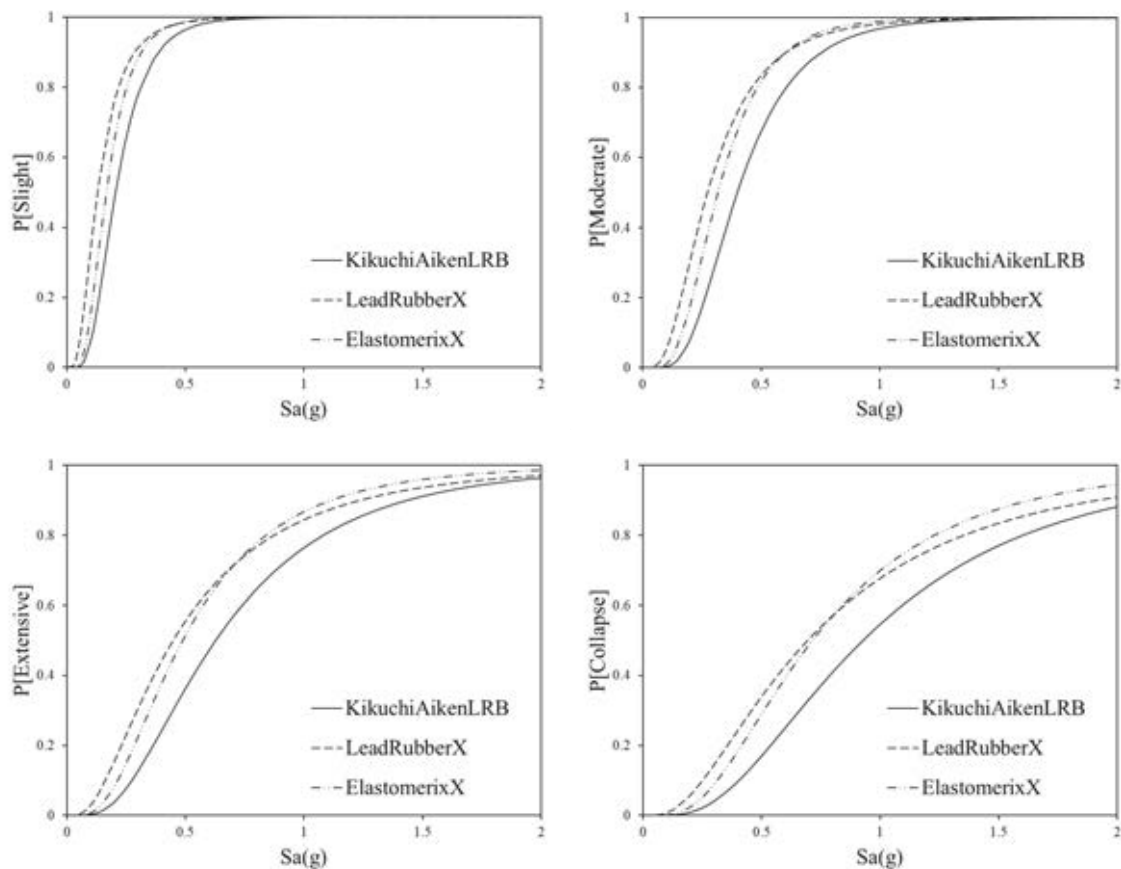 1
0.8
0.6
0.4
0.2
0
P[Slight]
KikuchiAikenLRB
LeadRubberX
ElastomerixX
0 0.5 1 1.5 2
Sa(g)
1
0.8
0.6
0.4
0.2
0
P[Moderate]
KikuchiAikenLRB
LeadRubberX
ElastomerixX
0 0.5 1 1.5 2
Sa(g)
1
0.8
0.6
0.4
0.2
0
P[Extensive]
KikuchiAikenLRB
LeadRubberX
ElastomerixX
0 0.5 1 1.5 2
Sa(g)
1
0.8
0.6
0.4
0.2
0
P[Collapse]
KikuchiAikenLRB
LeadRubberX
ElastomerixX
0 0.5 1 1.5 2
Sa(g)